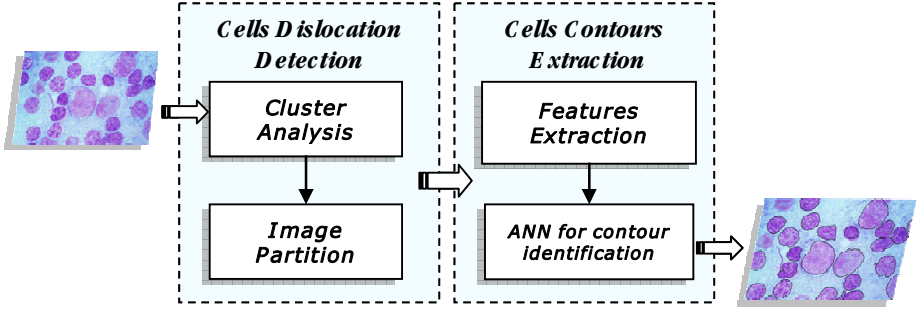 Cells Dislocation
Detection
Cluster
Analysis
Image
Partition
Cells Contours
Extraction
Features
Extraction
ANN for contour
identification